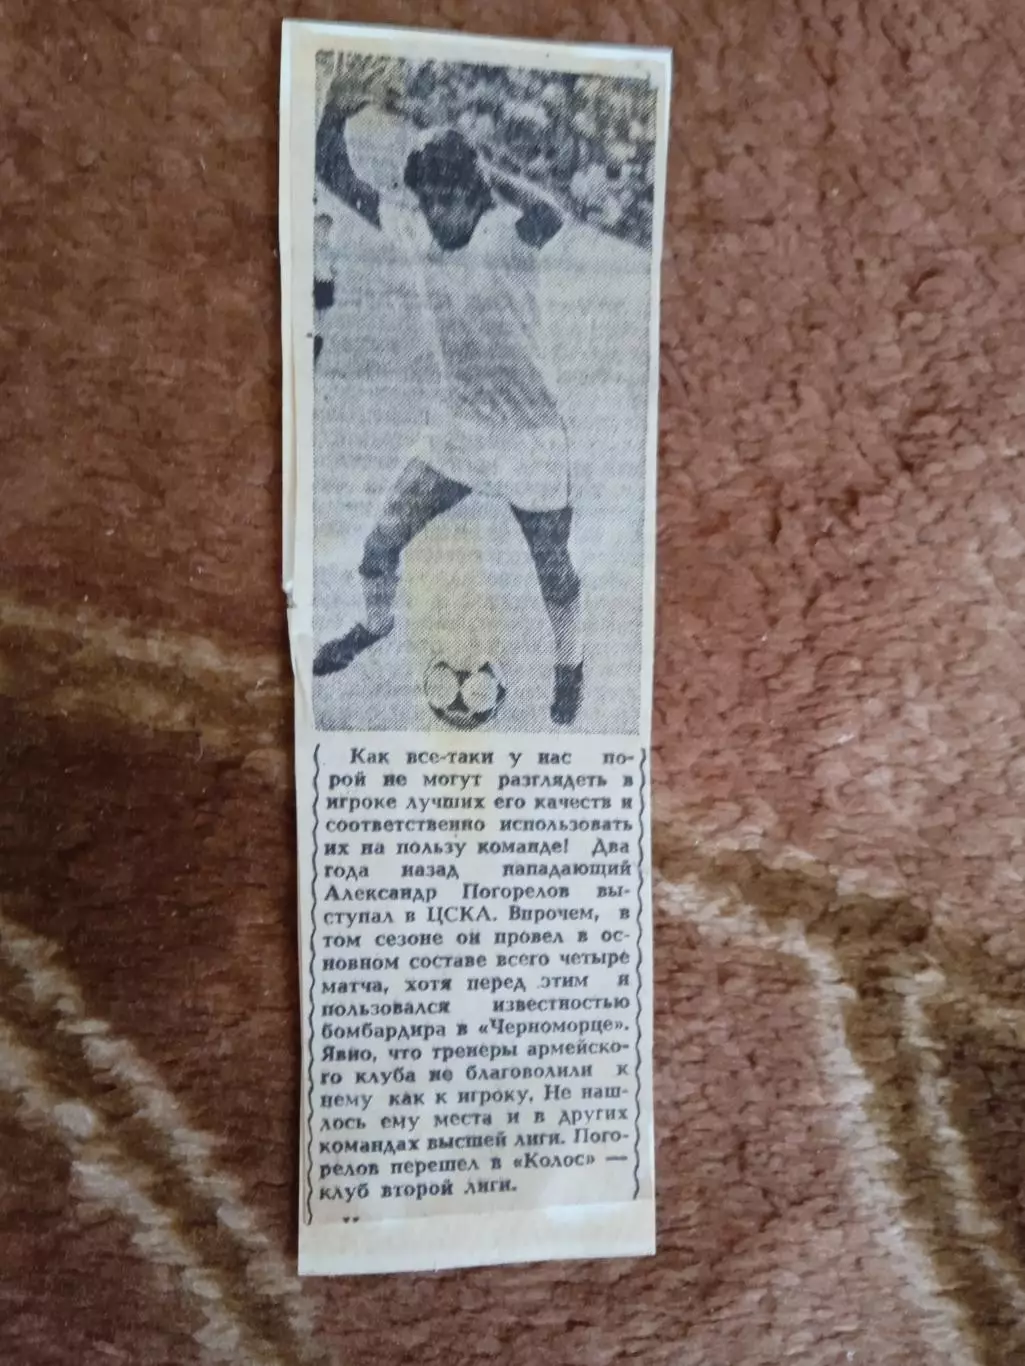 Как все-таки у нас по-
рой не могут разглядеть в
игроке лучших его качеств и
соответственно использовать
их на пользу команде! Два
года назад нападающий
Александр Погорелов вы-
ступал в ЦСКА. Впрочем, в
том сезоне он провел в ос-
новном составе всего четыре
матча, хотя перед этим и
пользовался известностью
бомбардира в «Черноморце».
Явно, что тренеры армейско-
го клуба не благоволили к
нему как к игроку. Не наш-
лось ему места и в других
командах высшей лиги. Пого-
релов перешел в «Колос» —
клуб второй лиги.